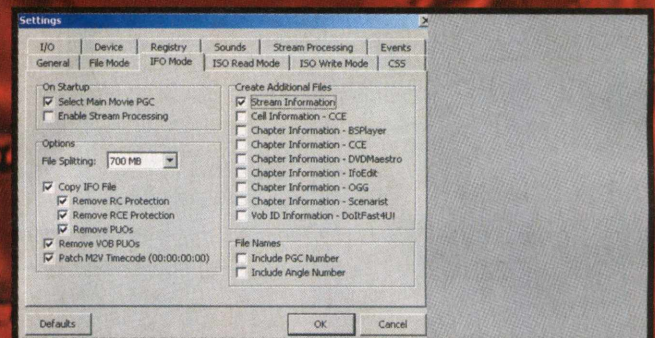 Settings
I/O Device Registry Sounds Stream Processing Events
General File Mode IFO Mode ISO Read Mode ISO Write Mode CSS
On Startup
Select Main Movie PGC
Enable Stream Processing
Options
File Splitting: 700 MB
Copy IFO File
Remove RC Protection
Remove RCE Protection
Remove PUOs
Remove VOB PUOs
Patch M2V Timecode (00:00:00:00)
Create Additional Files
Stream Information
Cell Information - CCE
Chapter Information - BSPlayer
Chapter Information - CCE
Chapter Information - DVDMaestro
Chapter Information - IfoEdit
Chapter Information - OGG
Chapter Information - Scenarist
Vob ID Information - DoItFast4U!
File Names
Include PGC Number
Include Angle Number
Defaults OK Cancel